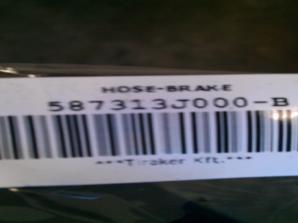 HOSE-BRAKE
587313J000-B
***Tiraker Kft.***